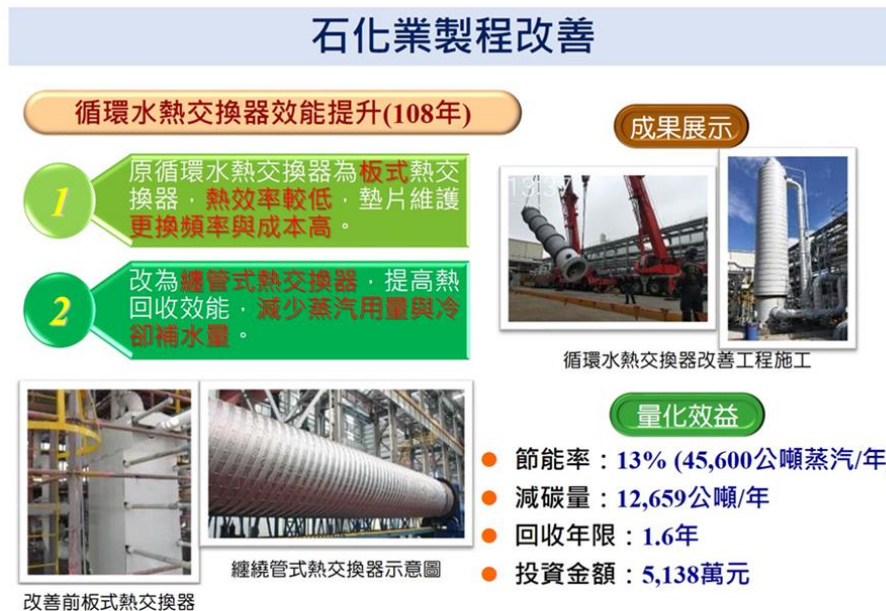 石化業製程改善
循環水熱交換器效能提升(108年)
1
原循環水熱交換器為板式熱交
換器，熱效率較低，墊片維護
更換頻率與成本高。
2
改為纏管式熱交換器，提高熱
回收效能，減少蒸汽用量與冷
卻補水量。
改善前板式熱交換器
纏繞管式熱交換器示意圖
成果展示
13:37
循環水熱交換器改善工程施工
量化效益
節能率：13% (45,600公噸蒸汽/年
減碳量：12,659公噸/年
回收年限：1.6年
投資金額：5,138萬元